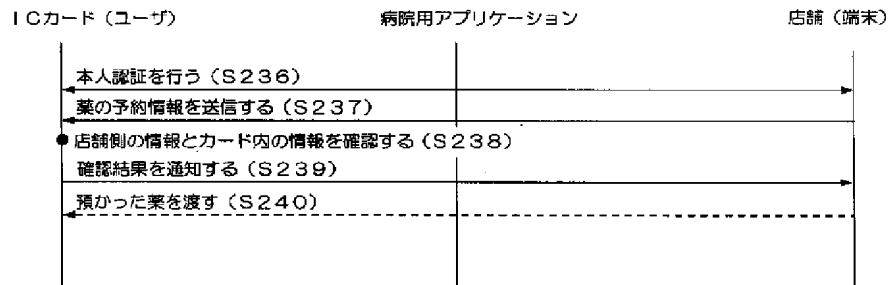 ＩＣカード（ユーザ） 病院用アプリケーション 店舗（端末）
本人認証を行う（Ｓ２３６）
薬の予約情報を送信する（Ｓ２３７）
店舗側の情報とカード内の情報を確認する（Ｓ２３８）
確認結果を通知する（Ｓ２３９）
預かった薬を渡す（Ｓ２４０）